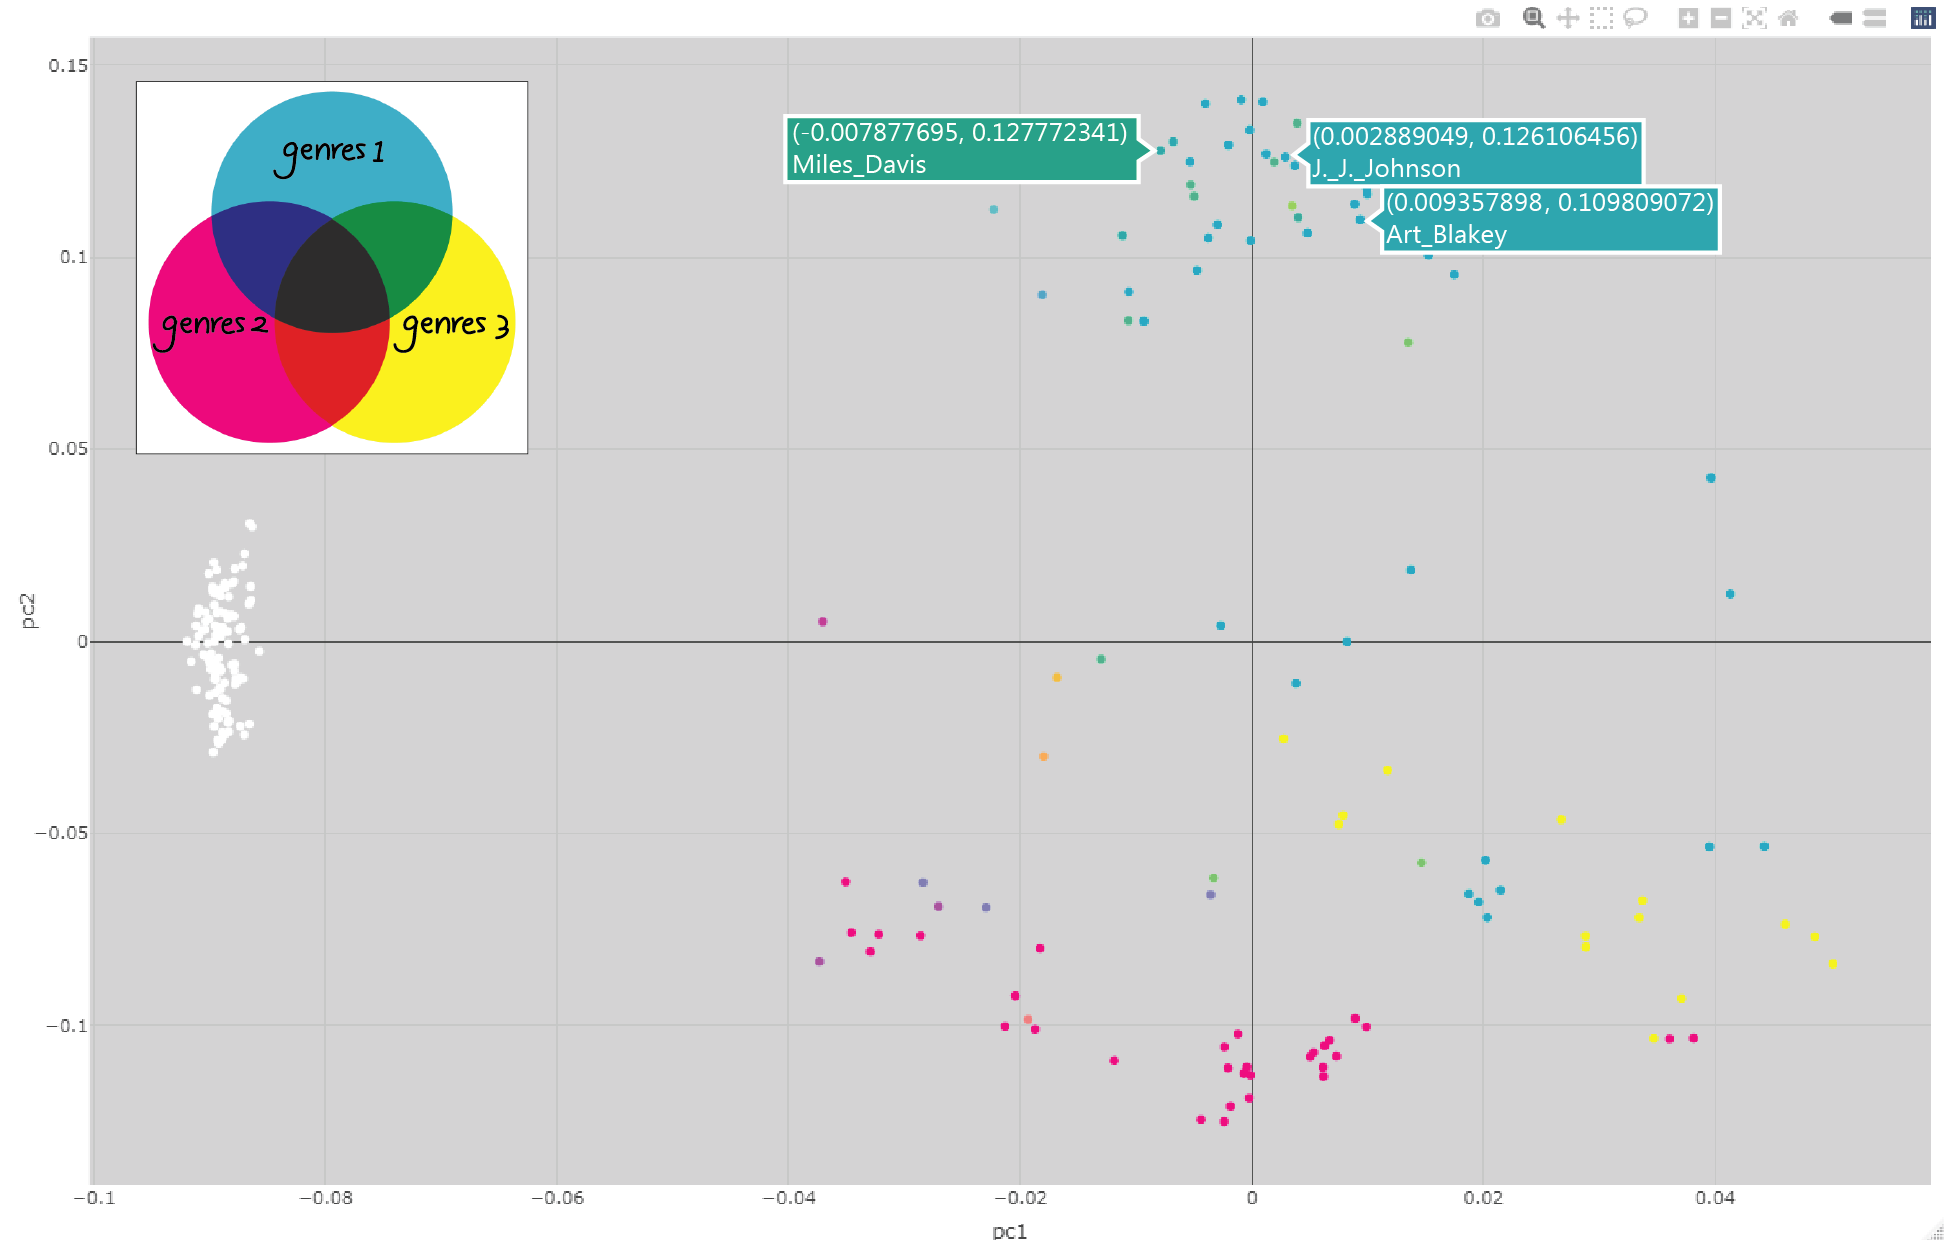 0.15
0.1
0.05
0
−0.05
−0.1
pc2
genres 1
genres 2
genres 3
(-0.007877695, 0.127772341)
Miles_Davis
(0.002889049, 0.126106456)
J._J._Johnson
(0.009357898, 0.109809072)
Art_Blakey
−0.1
−0.08
−0.06
−0.04
−0.02
0
0.02
0.04
pc1